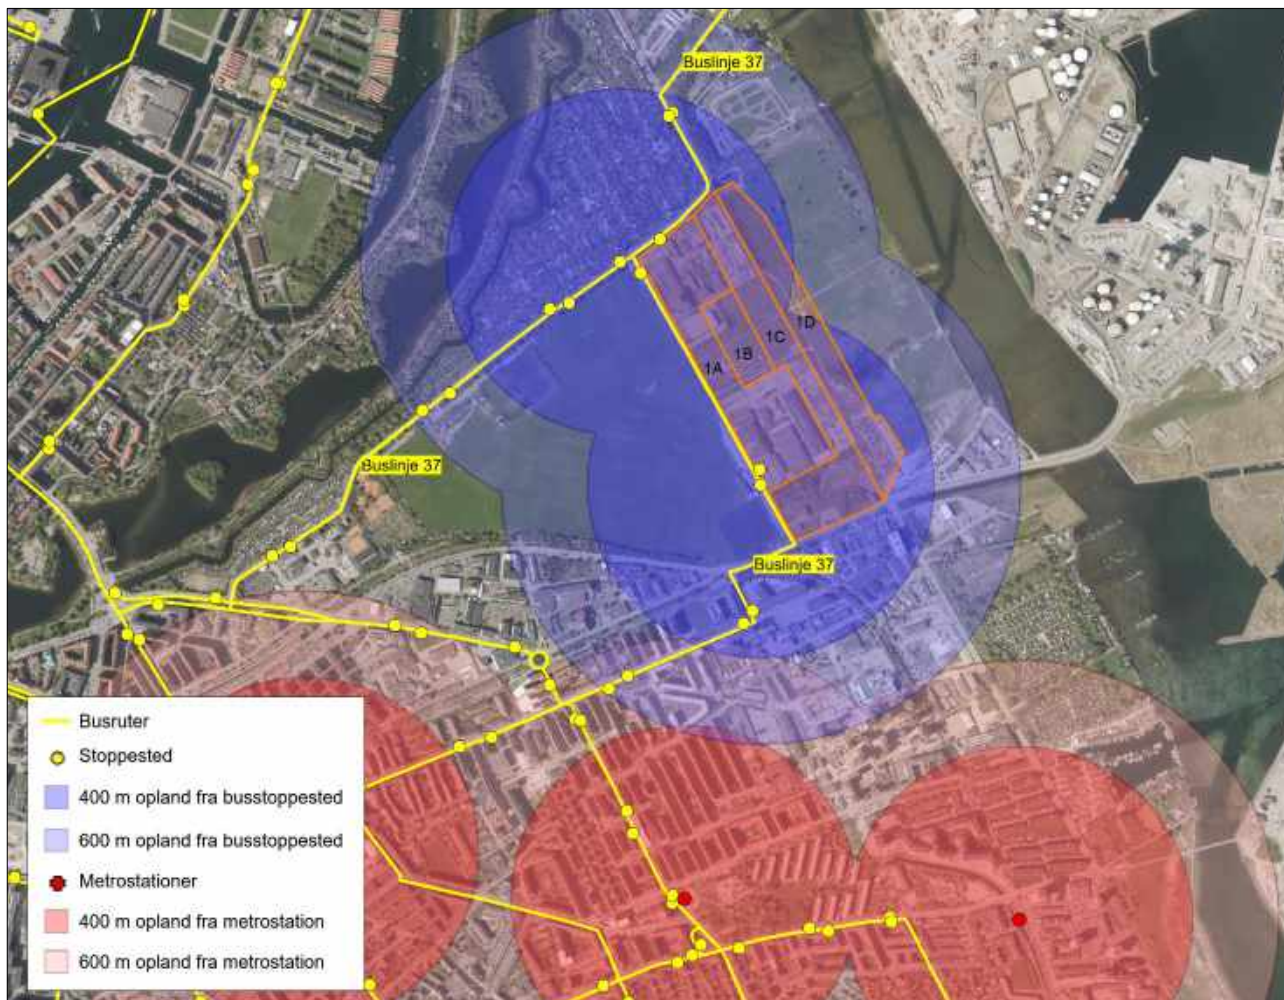 Buslinje 37
1D
1C
1B
1A
Buslinje 37
Buslinje 37
Busruter
Stoppested
400 m opland fra busstoppested
600 m opland fra busstoppested
Metrostationer
400 m opland fra metrostation
600 m opland fra metrostation